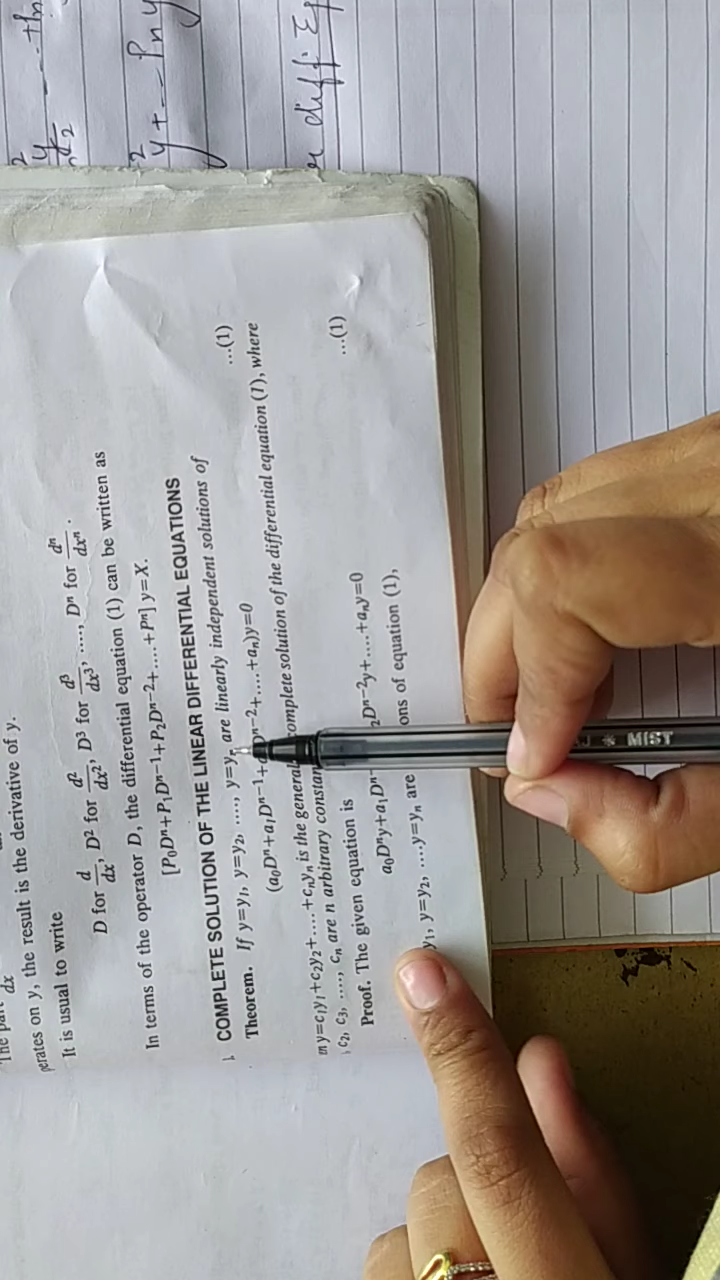 dx
perates on y, the result is the derivative of y.
It is usual to write
D for d/dx, D² for d²/dx², D³ for d³/dx³, ...., Dⁿ for dⁿ/dxⁿ.
In terms of the operator D, the differential equation (1) can be written as
[P₀Dⁿ+P₁Dⁿ⁻¹+P₂Dⁿ⁻²+....+Pⁿ] y=X.
COMPLETE SOLUTION OF THE LINEAR DIFFERENTIAL EQUATIONS
Theorem. If y=y₁, y=y₂, ...., y=yₙ are linearly independent solutions of
(a₀Dⁿ+a₁Dⁿ⁻¹+ Dⁿ⁻²+....+aₙ)y=0 ...(1)
y=c₁y₁+c₂y₂+....+cₙyₙ is the general complete solution of the differential equation (1), where
c₂, c₃, ...., cₙ are n arbitrary
Proof. The given equation is
a₀Dⁿy+a₁Dⁿ⁻ ₂Dⁿ⁻²y+....+aₙy=0 ...(1)
y₁, y=y₂, ....y=yₙ are ons of equation (1),
y+--Pny
diff
MIST